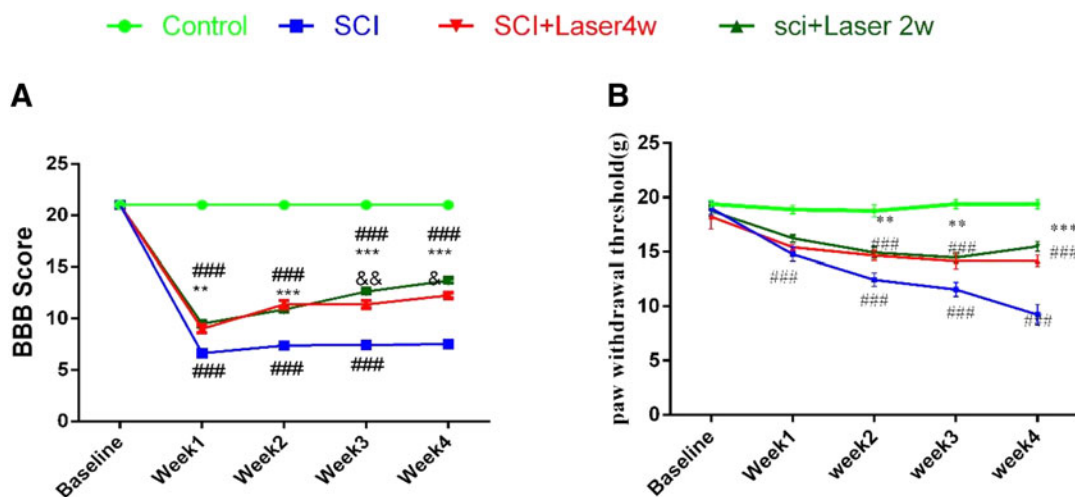 Control SCI SCI+Laser4w sci+Laser 2w
A
BBB Score
25
20
15
10
5
0
###
**
###
***
###
***
&&
###
***
&
###
###
###
Baseline
Week1
Week2
Week3
Week4
B
paw withdrawal threshold(g)
25
20
15
10
5
0
###
**
###
###
**
###
###
***
###
###
Baseline
Week1
week2
week3
week4